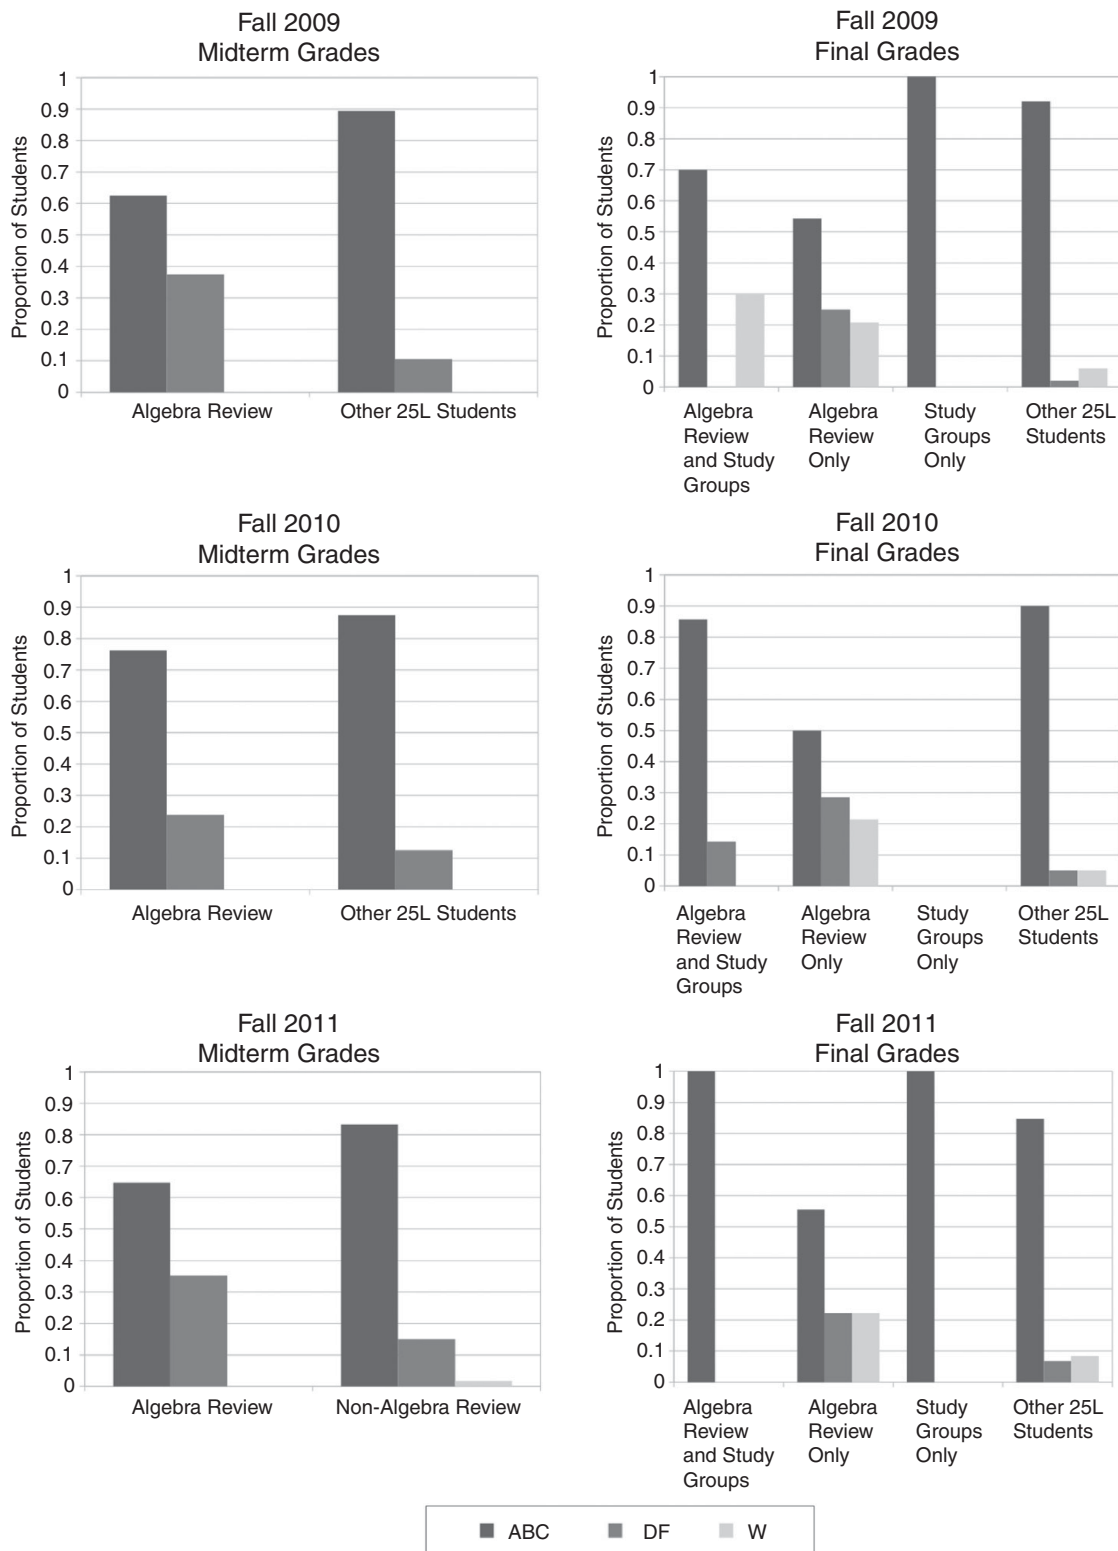 Fall 2009
Midterm Grades
Proportion of Students
1
0.9
0.8
0.7
0.6
0.5
0.4
0.3
0.2
0.1
0
Algebra Review
Other 25L Students
Fall 2009
Final Grades
Proportion of Students
1
0.9
0.8
0.7
0.6
0.5
0.4
0.3
0.2
0.1
0
Algebra
Review
and Study
Groups
Algebra
Review
Only
Study
Groups
Only
Other 25L
Students
Fall 2010
Midterm Grades
Proportion of Students
1
0.9
0.8
0.7
0.6
0.5
0.4
0.3
0.2
0.1
0
Algebra Review
Other 25L Students
Fall 2010
Final Grades
Proportion of Students
1
0.9
0.8
0.7
0.6
0.5
0.4
0.3
0.2
0.1
0
Algebra
Review
and Study
Groups
Algebra
Review
Only
Study
Groups
Only
Other 25L
Students
Fall 2011
Midterm Grades
Proportion of Students
1
0.9
0.8
0.7
0.6
0.5
0.4
0.3
0.2
0.1
0
Algebra Review
Non-Algebra Review
Fall 2011
Final Grades
Proportion of Students
1
0.9
0.8
0.7
0.6
0.5
0.4
0.3
0.2
0.1
0
Algebra
Review
and Study
Groups
Algebra
Review
Only
Study
Groups
Only
Other 25L
Students
ABC DF W